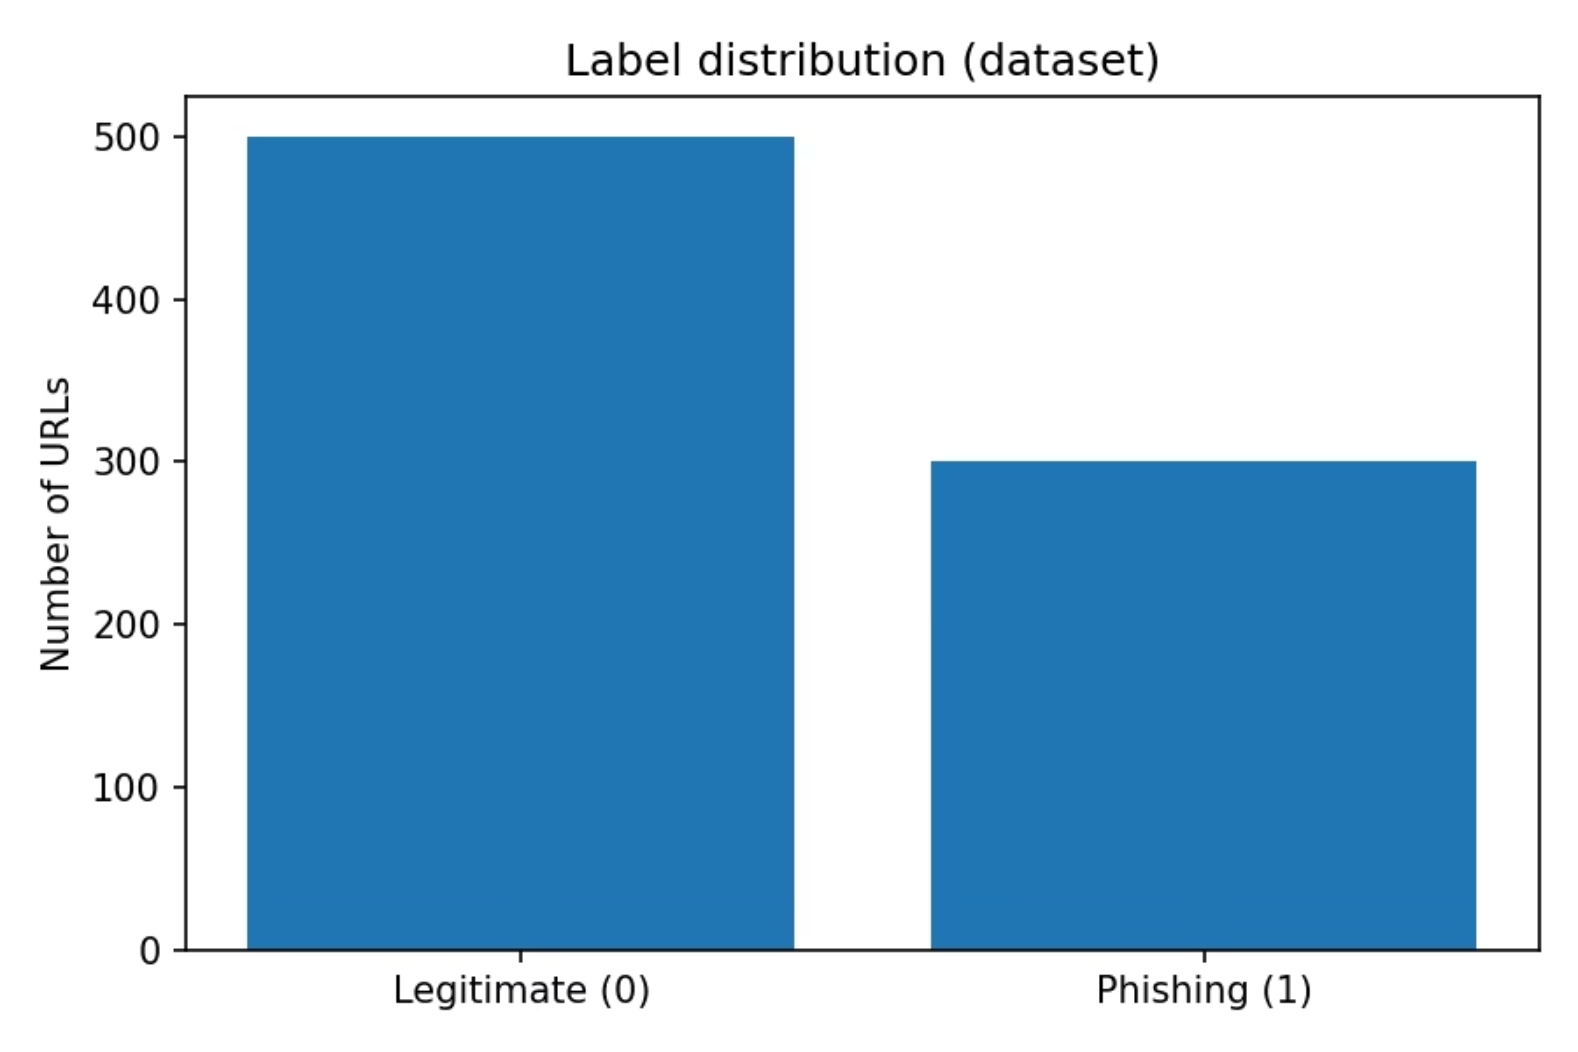 Label distribution (dataset)
500
400
300
200
100
0
Number of URLs
Legitimate (0)
Phishing (1)